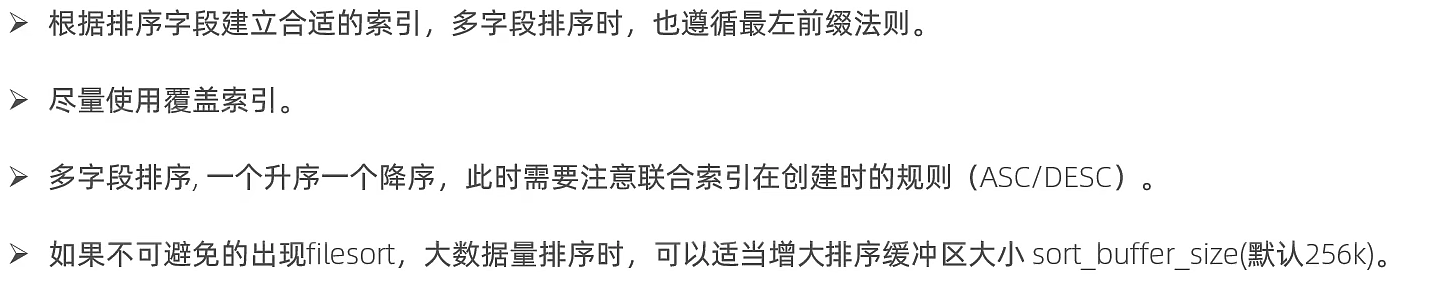 ➢ 根据排序字段建立合适的索引，多字段排序时，也遵循最左前缀法则。
➢ 尽量使用覆盖索引。
➢ 多字段排序, 一个升序一个降序，此时需要注意联合索引在创建时的规则（ASC/DESC）。
➢ 如果不可避免的出现filesort，大数据量排序时，可以适当增大排序缓冲区大小 sort_buffer_size(默认256k)。